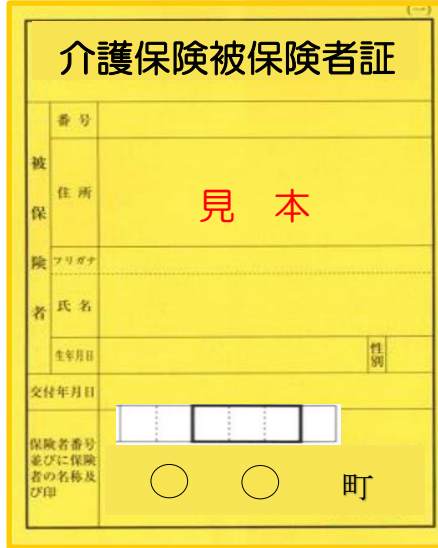 (一)
介護保険被保険者証
被保険者
番号
住所
見本
フリガナ
氏名
生年月日
性別
交付年月日
保険者番号
並びに保険
者の名称及
び印
○ ○ 町